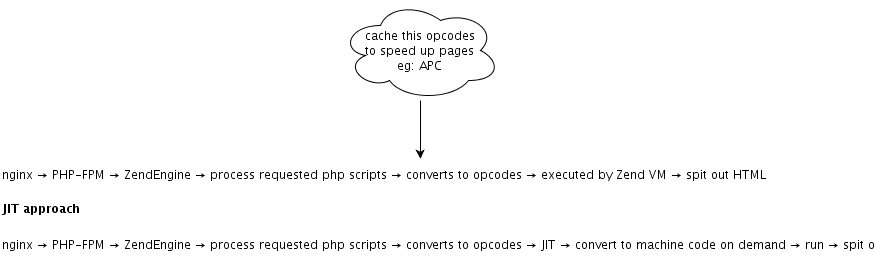 cache this opcodes
to speed up pages
eg: APC
nginx → PHP-FPM → ZendEngine → process requested php scripts → converts to opcodes → executed by Zend VM → spit out HTML
JIT approach
nginx → PHP-FPM → ZendEngine → process requested php scripts → converts to opcodes → JIT → convert to machine code on demand → run → spit o